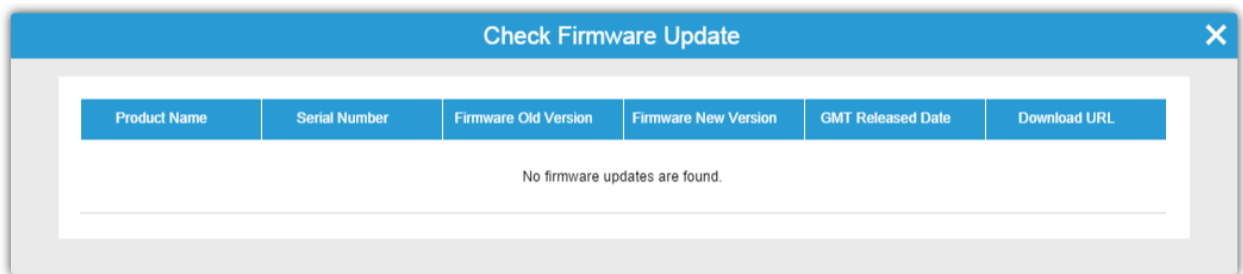 Check Firmware Update
Product Name Serial Number Firmware Old Version Firmware New Version GMT Released Date Download URL
No firmware updates are found.